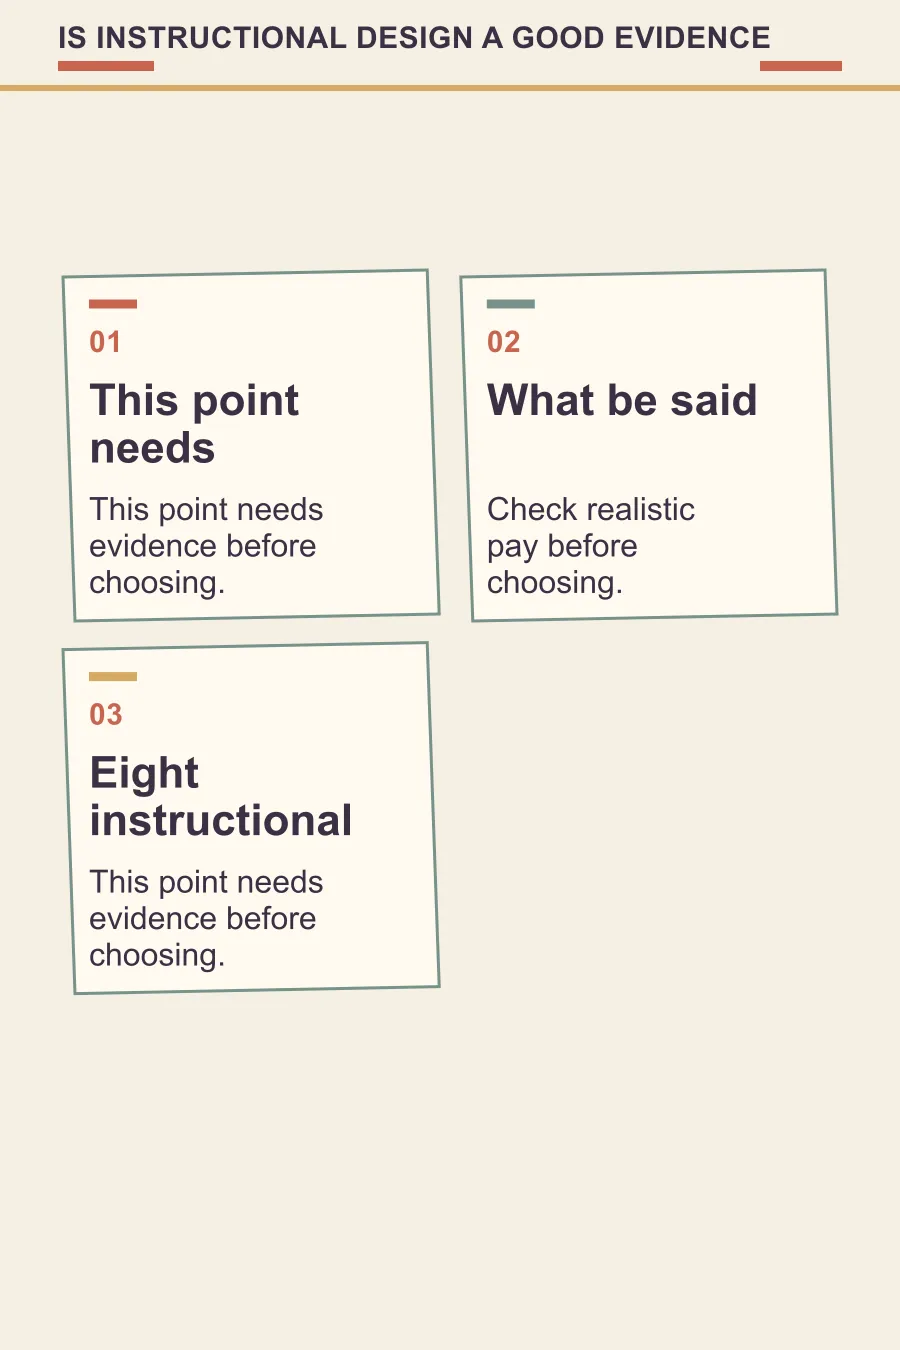 IS INSTRUCTIONAL DESIGN A GOOD EVIDENCE
01
This point
needs
This point needs
evidence before
choosing.
02
What be said
Check realistic
pay before
choosing.
03
Eight
instructional
This point needs
evidence before
choosing.